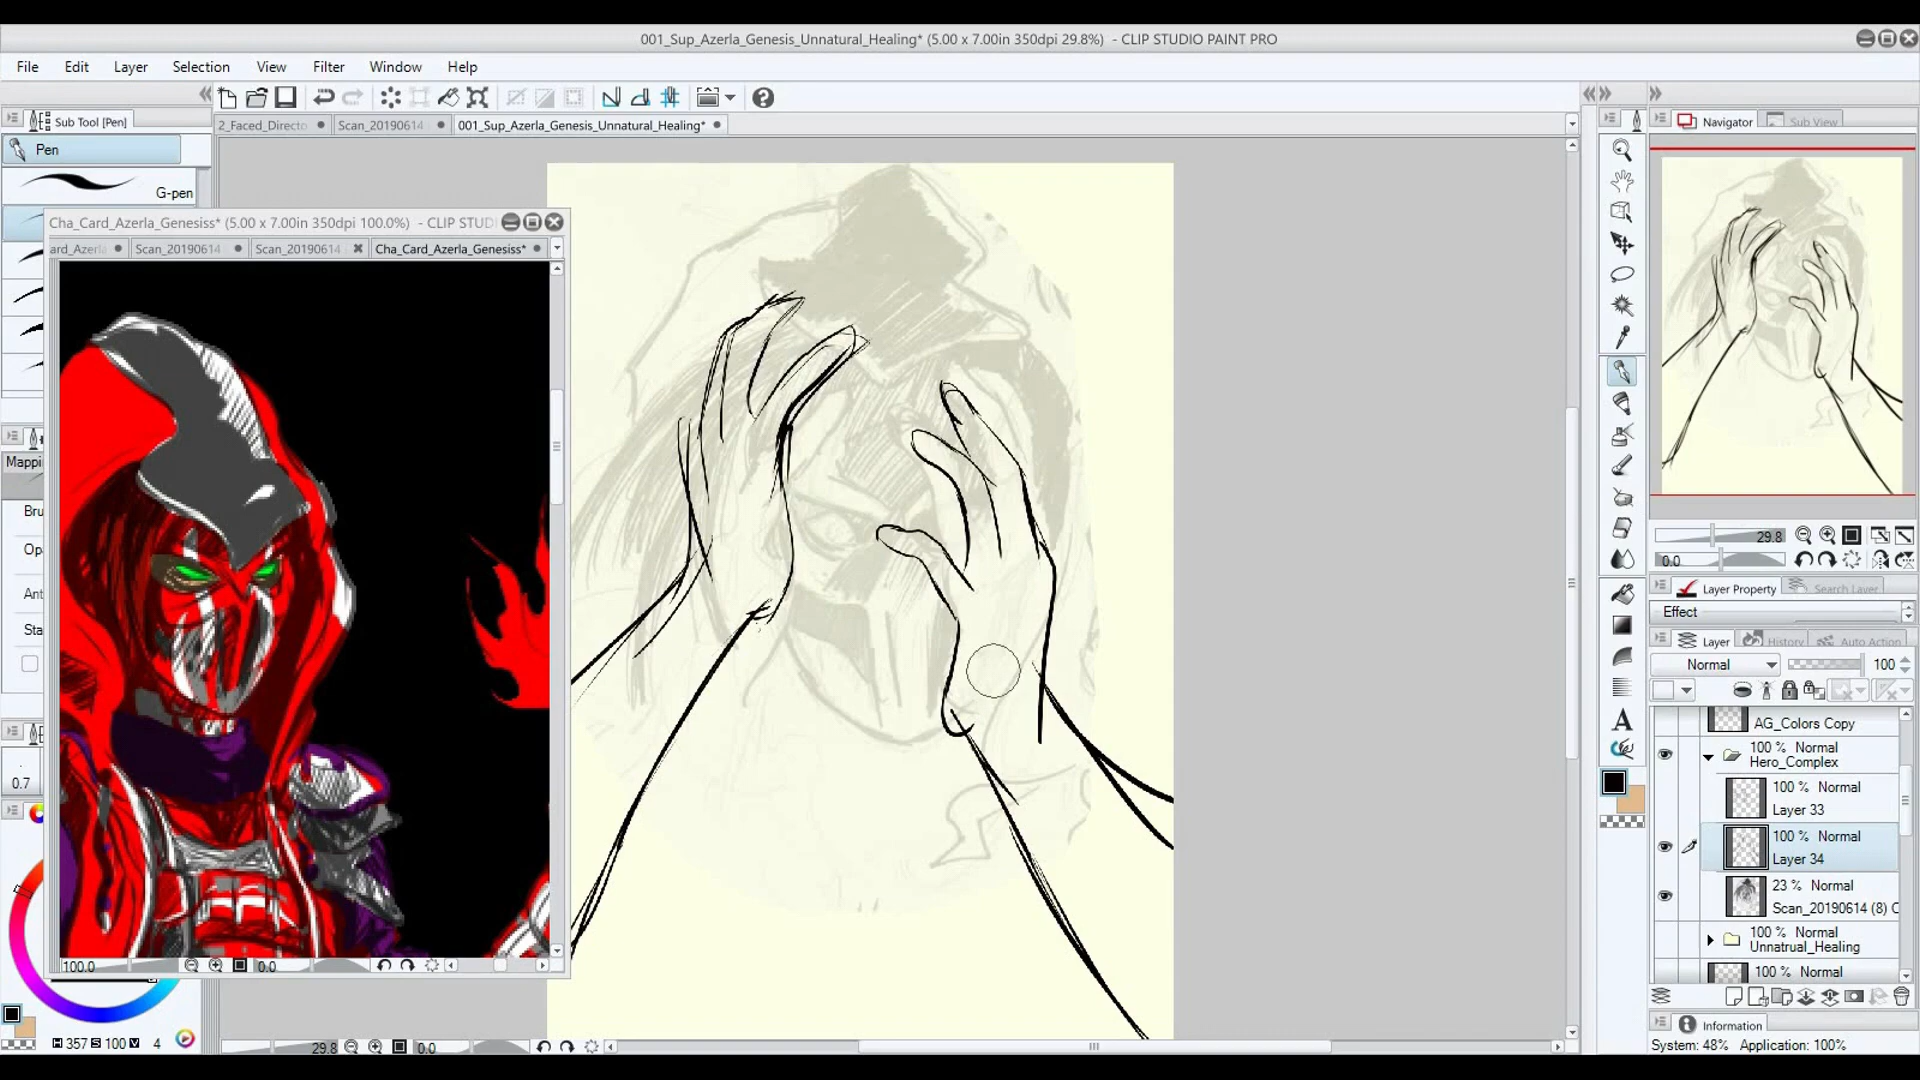 001_Sup_Azerla_Genesis_Unnatural_Healing* (5.00 x 7.00in 350dpi 29.8%) - CLIP STUDIO PAINT PRO
File Edit Layer Selection View Filter Window Help
Sub Tool [Pen]
2_Faced_Directo Scan_20190614 001_Sup_Azerla_Genesis_Unnatural_Healing*
Navigator Sub View
Pen
G-pen
Cha_Card_Azerla_Genesiss* (5.00 x 7.00in 350dpi 100.0%) - CLIP STUD
ard_Azerla Scan_20190614 Scan_20190614 Cha_Card_Azerla_Genesiss*
Mappin
Bru
Op
Ant
Sta
0.7
100.0 0.0
H 357 S 100 V 4
29.8 0.0
29.8
0.0
Layer Property Search Layer
Effect
Layer History Auto Action
Normal 100
AG_Colors Copy
100 % Normal
Hero_Complex
100 % Normal
Layer 33
100 % Normal
Layer 34
23 % Normal
Scan_20190614 (8) C
100 % Normal
Unnatrual_Healing
100 % Normal
Information
System: 48% Application: 100%